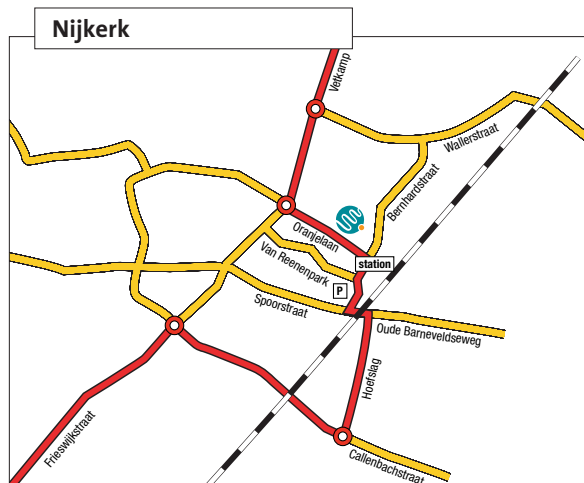 Nijkerk
Vetkamp
Wallerstraat
Bernhardstraat
Oranjelaan
Van Reenenpark
station
P
Spoorstraat
Oude Barneveldseweg
Hoefslag
Frieswijkstraat
Callenbachstraat